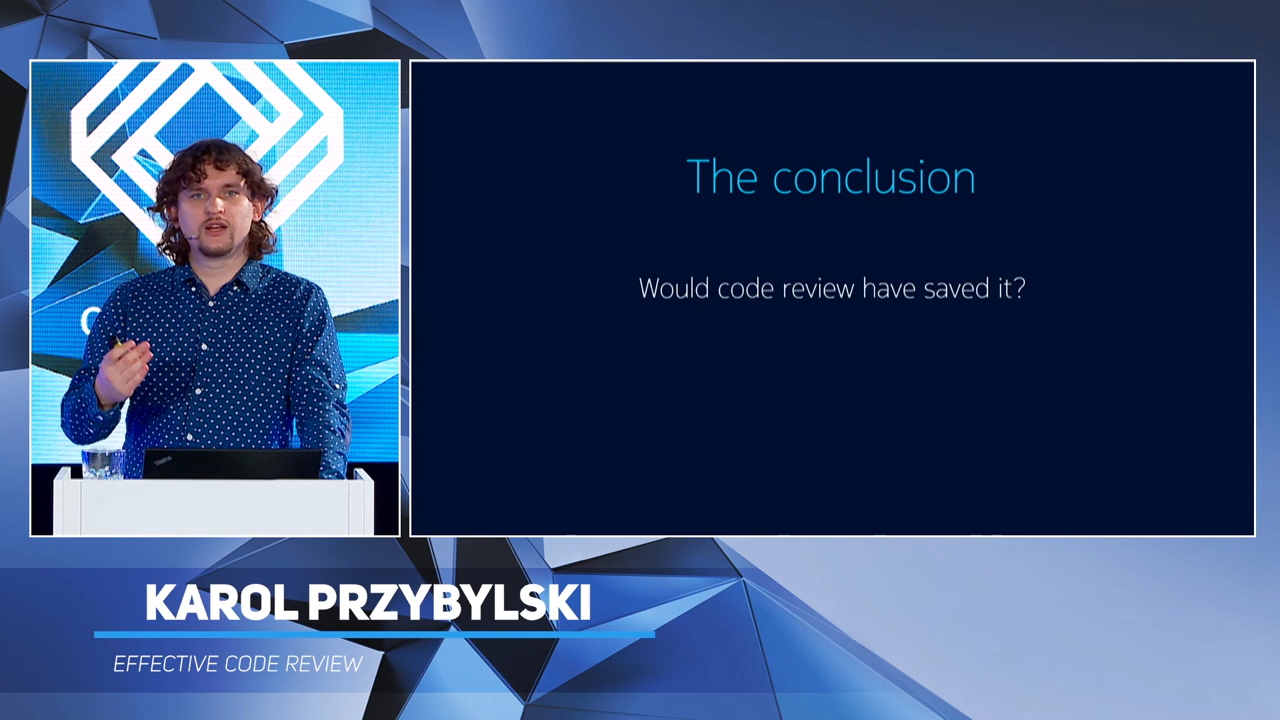 The conclusion
Would code review have saved it?
KAROL PRZYBYLSKI
EFFECTIVE CODE REVIEW